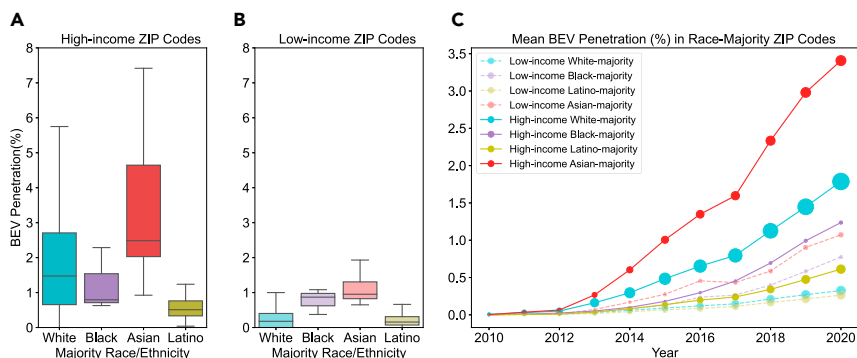 A
High-income ZIP Codes
8
7
6
5
4
3
2
1
0
BEV Penetration(%)
White Black Asian Latino
Majority Race/Ethnicity
B
Low-income ZIP Codes
8
7
6
5
4
3
2
1
0
White Black Asian Latino
Majority Race/Ethnicity
C
Mean BEV Penetration (%) in Race-Majority ZIP Codes
3.5
3.0
2.5
2.0
1.5
1.0
0.5
0.0
Low-income White-majority
Low-income Black-majority
Low-income Latino-majority
Low-income Asian-majority
High-income White-majority
High-income Black-majority
High-income Latino-majority
High-income Asian-majority
2010 2012 2014 2016 2018 2020
Year